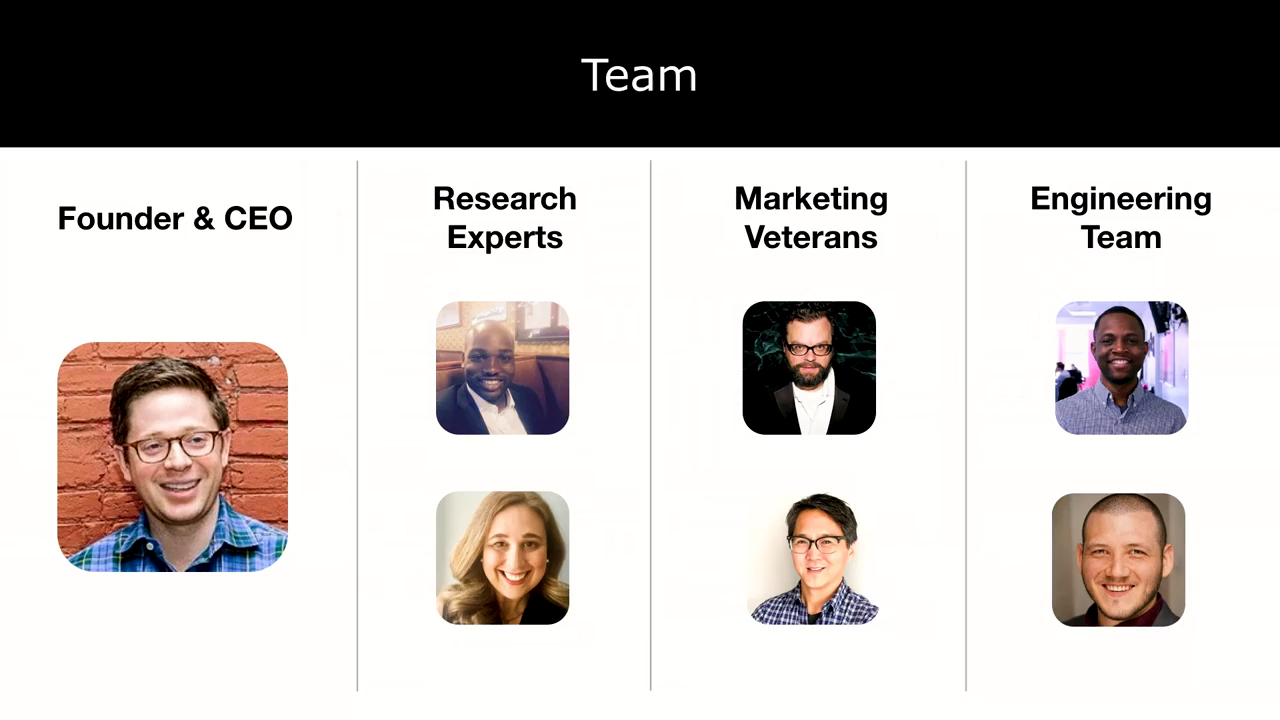 Team
Founder & CEO
Research
Experts
Marketing
Veterans
Engineering
Team